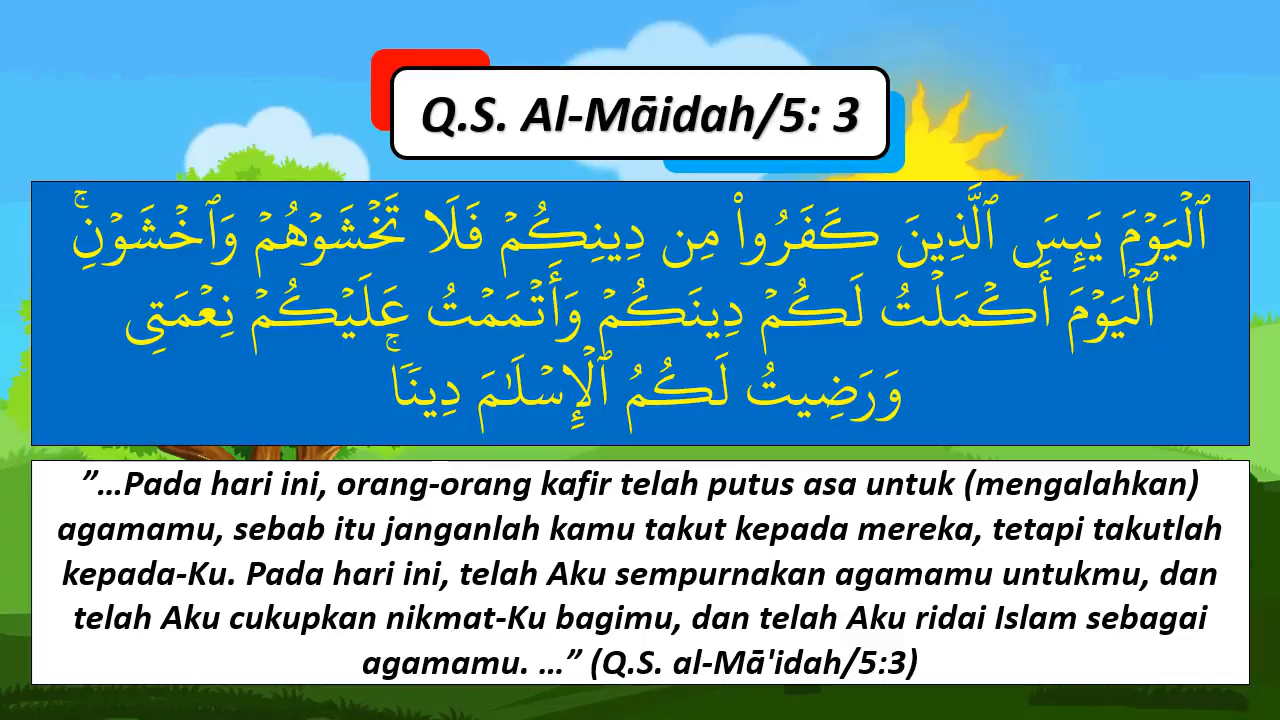 Q.S. Al-Māidah/5: 3
ٱلۡيَوۡمَ يَئِسَ ٱلَّذِينَ كَفَرُواْ مِن دِينِكُمۡ فَلَا تَخۡشَوۡهُمۡ وَٱخۡشَوۡنِۚ
ٱلۡيَوۡمَ أَكۡمَلۡتُ لَكُمۡ دِينَكُمۡ وَأَتۡمَمۡتُ عَلَيۡكُمۡ نِعۡمَتِي
وَرَضِيتُ لَكُمُ ٱلۡإِسۡلَٰمَ دِينٗاۚ
”...Pada hari ini, orang-orang kafir telah putus asa untuk (mengalahkan)
agamamu, sebab itu janganlah kamu takut kepada mereka, tetapi takutlah
kepada-Ku. Pada hari ini, telah Aku sempurnakan agamamu untukmu, dan
telah Aku cukupkan nikmat-Ku bagimu, dan telah Aku ridai Islam sebagai
agamamu. ...” (Q.S. al-Mā'idah/5:3)